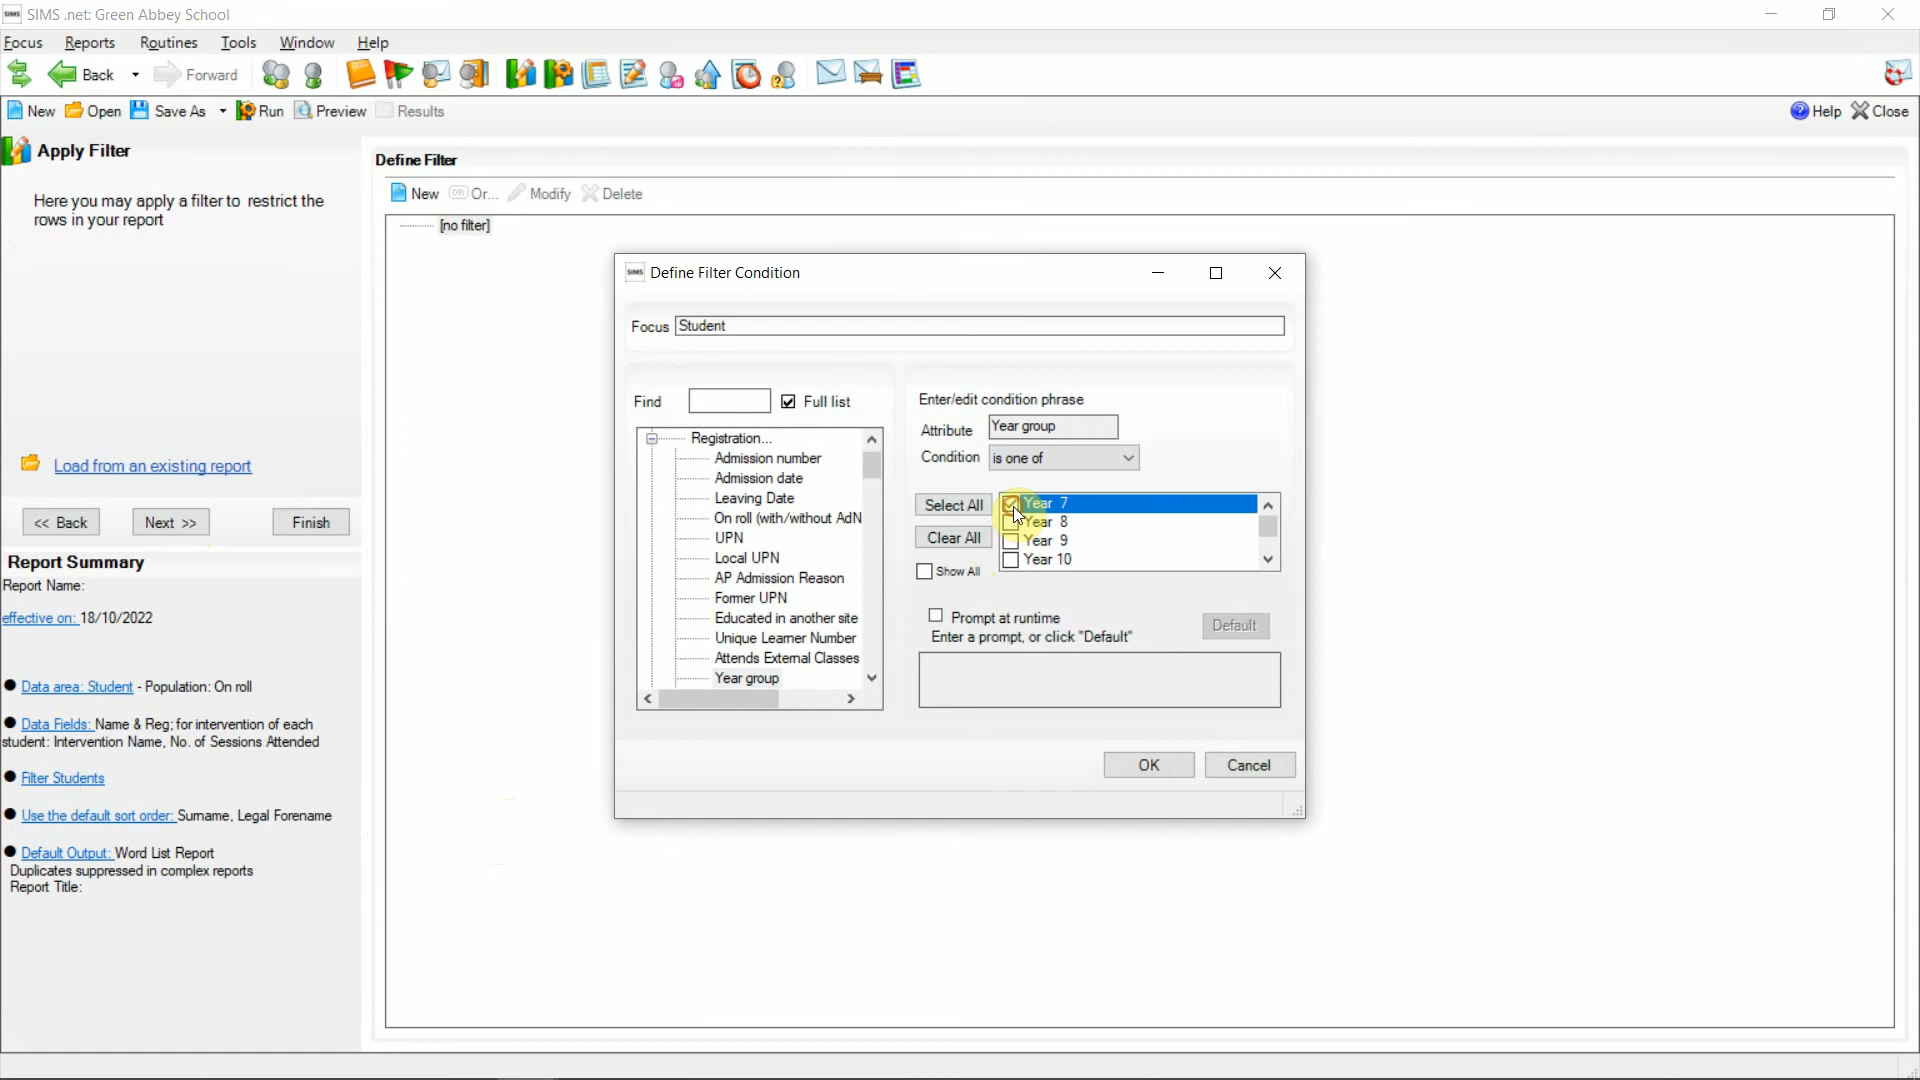 SIMS .net: Green Abbey School
Focus Reports Routines Tools Window Help
Back Forward
New Open Save As Run Preview Results Help Close
Apply Filter
Here you may apply a filter to restrict the
rows in your report
Load from an existing report
<< Back Next >> Finish
Report Summary
Report Name:
effective on: 18/10/2022
Data area: Student - Population: On roll
Data Fields: Name & Reg; for intervention of each
student: Intervention Name, No. of Sessions Attended
Filter Students
Use the default sort order: Surname, Legal Forename
Default Output: Word List Report
Duplicates suppressed in complex reports
Report Title:
Define Filter
New Or... Modify Delete
[no filter]
SIMS Define Filter Condition
Focus Student
Find Full list
Registration...
Admission number
Admission date
Leaving Date
On roll (with/without AdN
UPN
Local UPN
AP Admission Reason
Former UPN
Educated in another site
Unique Learner Number
Attends External Classes
Year group
Enter/edit condition phrase
Attribute Year group
Condition is one of
Select All
Clear All
Show All
Year 7
Year 8
Year 9
Year 10
Prompt at runtime
Enter a prompt, or click "Default"
Default
OK Cancel